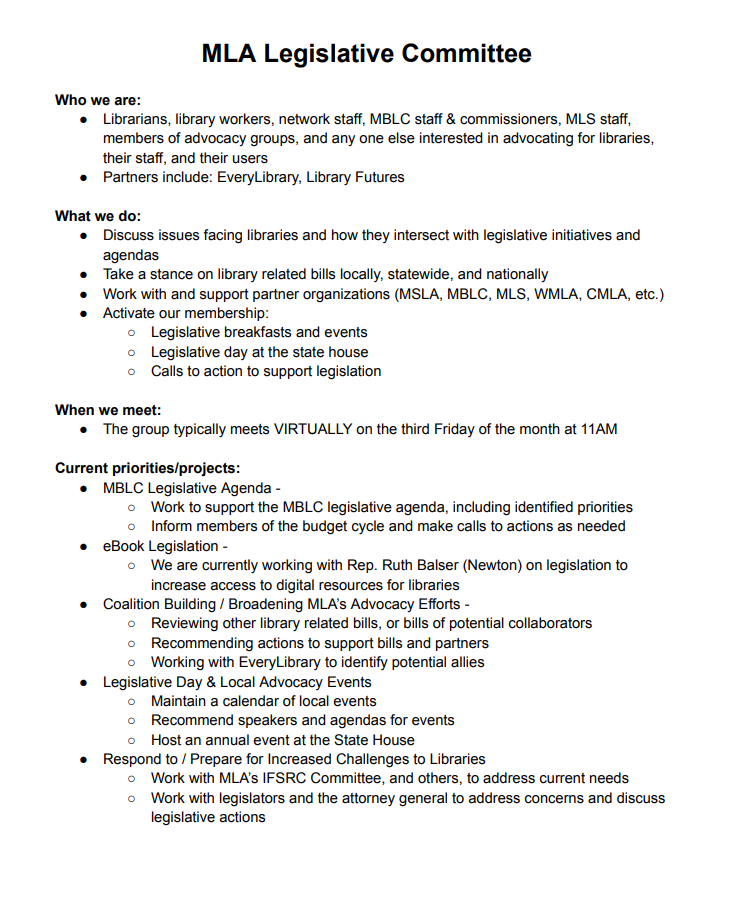 MLA Legislative Committee
Who we are:
● Librarians, library workers, network staff, MBLC staff & commissioners, MLS staff,
members of advocacy groups, and any one else interested in advocating for libraries,
their staff, and their users
● Partners include: EveryLibrary, Library Futures
What we do:
● Discuss issues facing libraries and how they intersect with legislative initiatives and
agendas
● Take a stance on library related bills locally, statewide, and nationally
● Work with and support partner organizations (MSLA, MBLC, MLS, WMLA, CMLA, etc.)
● Activate our membership:
○ Legislative breakfasts and events
○ Legislative day at the state house
○ Calls to action to support legislation
When we meet:
● The group typically meets VIRTUALLY on the third Friday of the month at 11AM
Current priorities/projects:
● MBLC Legislative Agenda -
○ Work to support the MBLC legislative agenda, including identified priorities
○ Inform members of the budget cycle and make calls to actions as needed
● eBook Legislation -
○ We are currently working with Rep. Ruth Balser (Newton) on legislation to
increase access to digital resources for libraries
● Coalition Building / Broadening MLA's Advocacy Efforts -
○ Reviewing other library related bills, or bills of potential collaborators
○ Recommending actions to support bills and partners
○ Working with EveryLibrary to identify potential allies
● Legislative Day & Local Advocacy Events
○ Maintain a calendar of local events
○ Recommend speakers and agendas for events
○ Host an annual event at the State House
● Respond to / Prepare for Increased Challenges to Libraries
○ Work with MLA's IFSRC Committee, and others, to address current needs
○ Work with legislators and the attorney general to address concerns and discuss
legislative actions